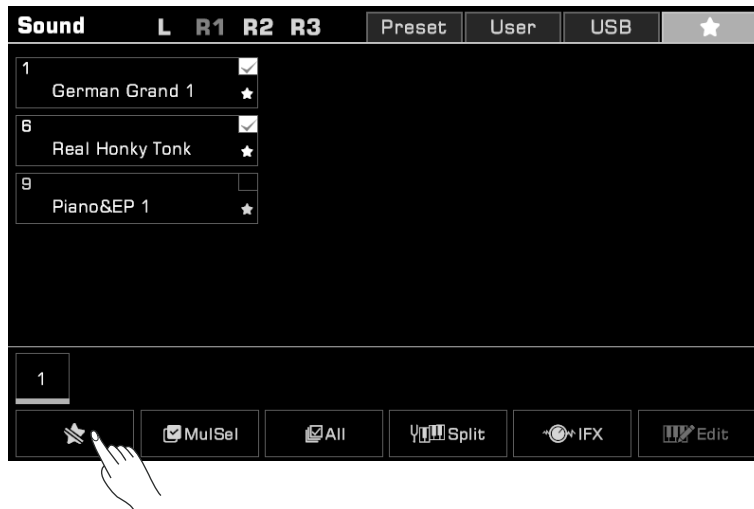 Sound L R1 R2 R3 Preset User USB
1
German Grand 1
6
Real Honky Tonk
9
Piano&EP 1
1
MulSel All Split IFX Edit